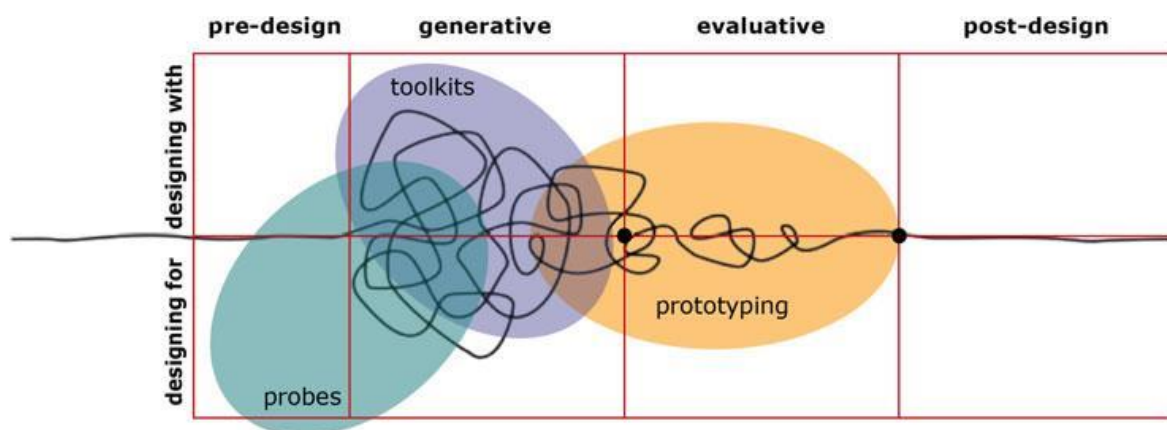 pre-design
generative
evaluative
post-design
designing with
toolkits
designing for
prototyping
probes